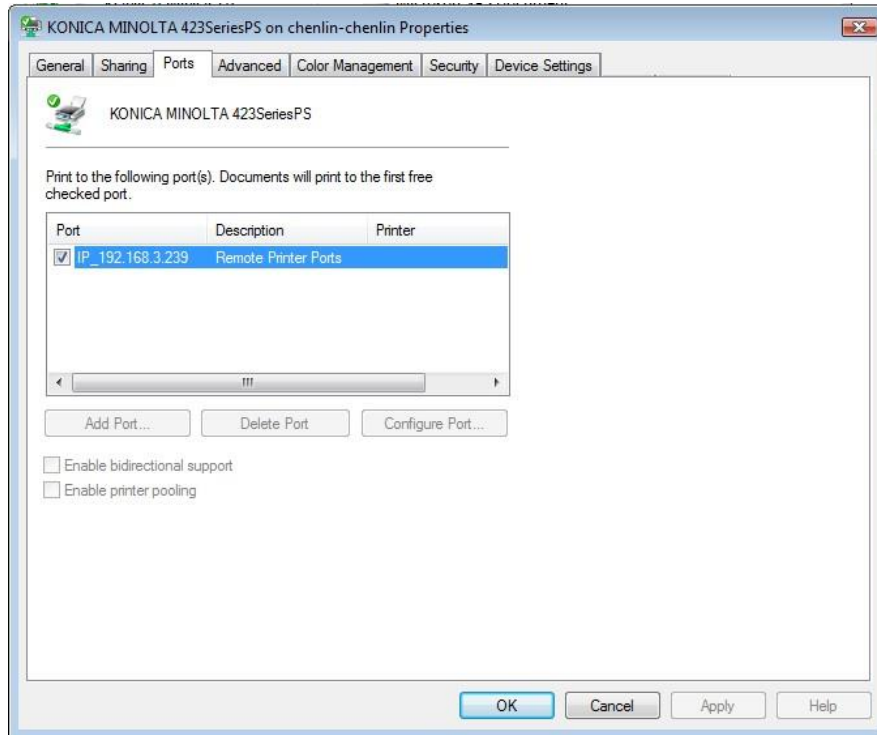 KONICA MINOLTA 423SeriesPS on chenlin-chenlin Properties
General Sharing Ports Advanced Color Management Security Device Settings
KONICA MINOLTA 423SeriesPS
Print to the following port(s). Documents will print to the first free
checked port.
Port Description Printer
IP_192.168.3.239 Remote Printer Ports
Add Port... Delete Port Configure Port...
Enable bidirectional support
Enable printer pooling
OK Cancel Apply Help